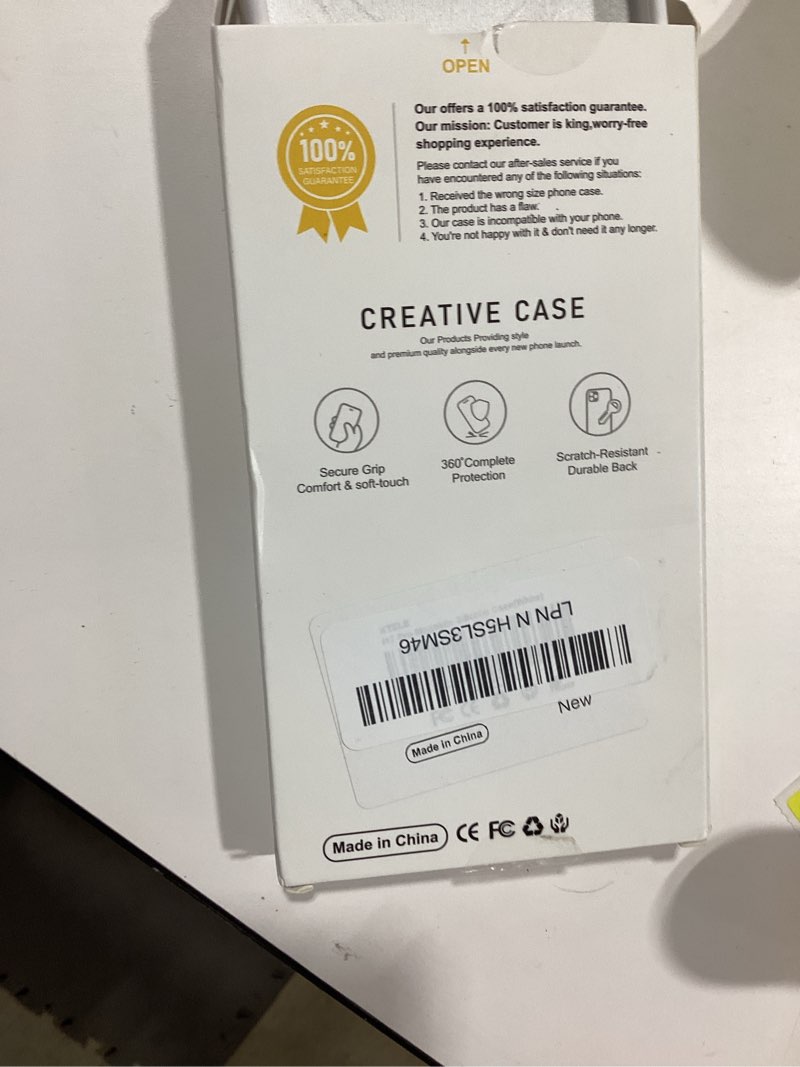 OPEN
100%
SATISFACTION
GUARANTEE
Our offers a 100% satisfaction guarantee.
Our mission: Customer is king,worry-free
shopping experience.
Please contact our after-sales service if you
have encountered any of the following situations:
1. Received the wrong size phone case.
2. The product has a flaw.
3. Our case is incompatible with your phone.
4. You're not happy with it & don't need it any longer.
CREATIVE CASE
Our Products Providing style
and premium quality alongside every new phone launch.
Secure Grip
Comfort & soft-touch
360°Complete
Protection
Scratch-Resistant
Durable Back
LPN N H5SL3SM46
New
Made in China
Made in China
CE FC